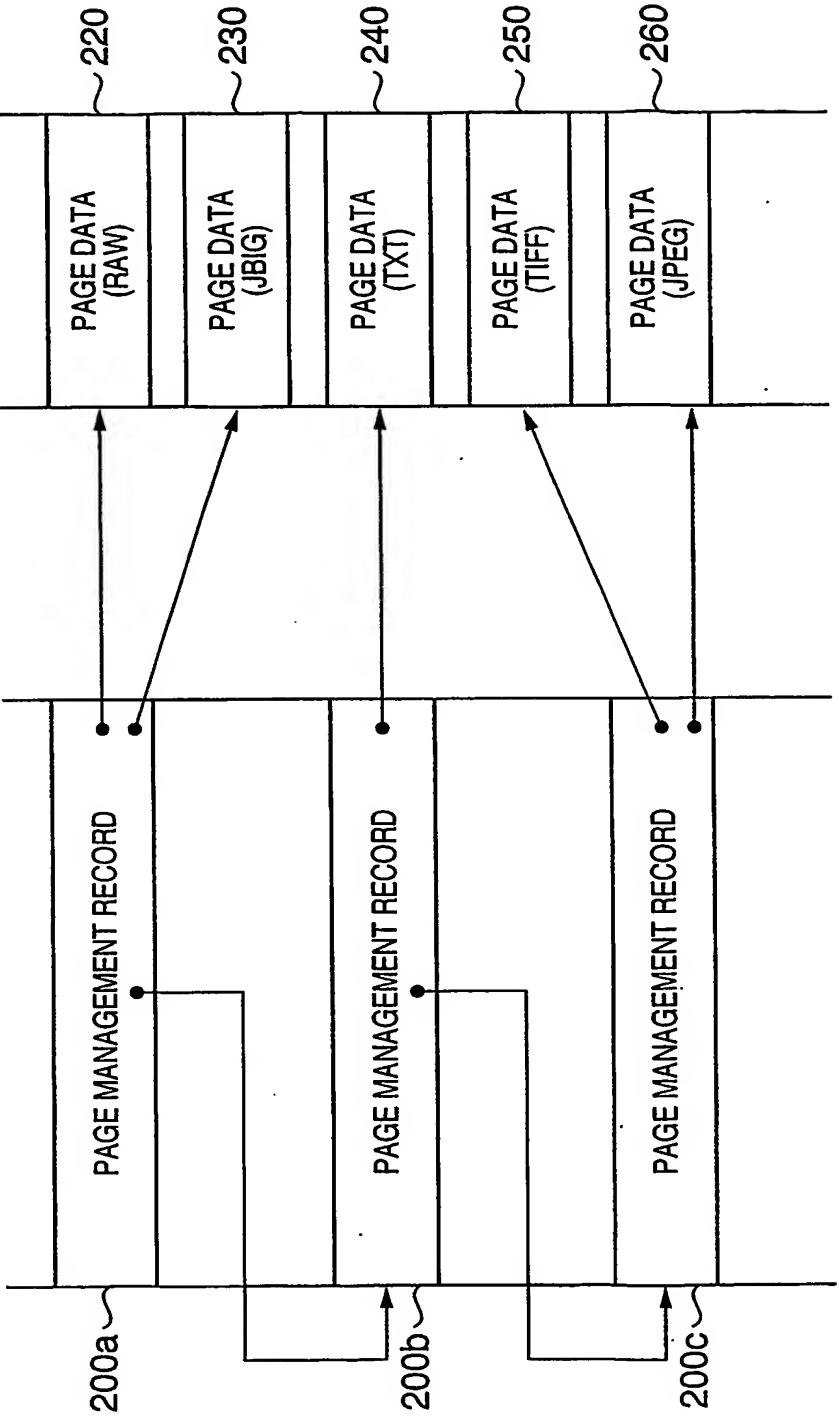 200a
PAGE MANAGEMENT RECORD
200b
PAGE MANAGEMENT RECORD
200c
PAGE MANAGEMENT RECORD
PAGE DATA
(RAW)
220
PAGE DATA
(JBIG)
230
PAGE DATA
(TXT)
240
PAGE DATA
(TIFF)
250
PAGE DATA
(JPEG)
260